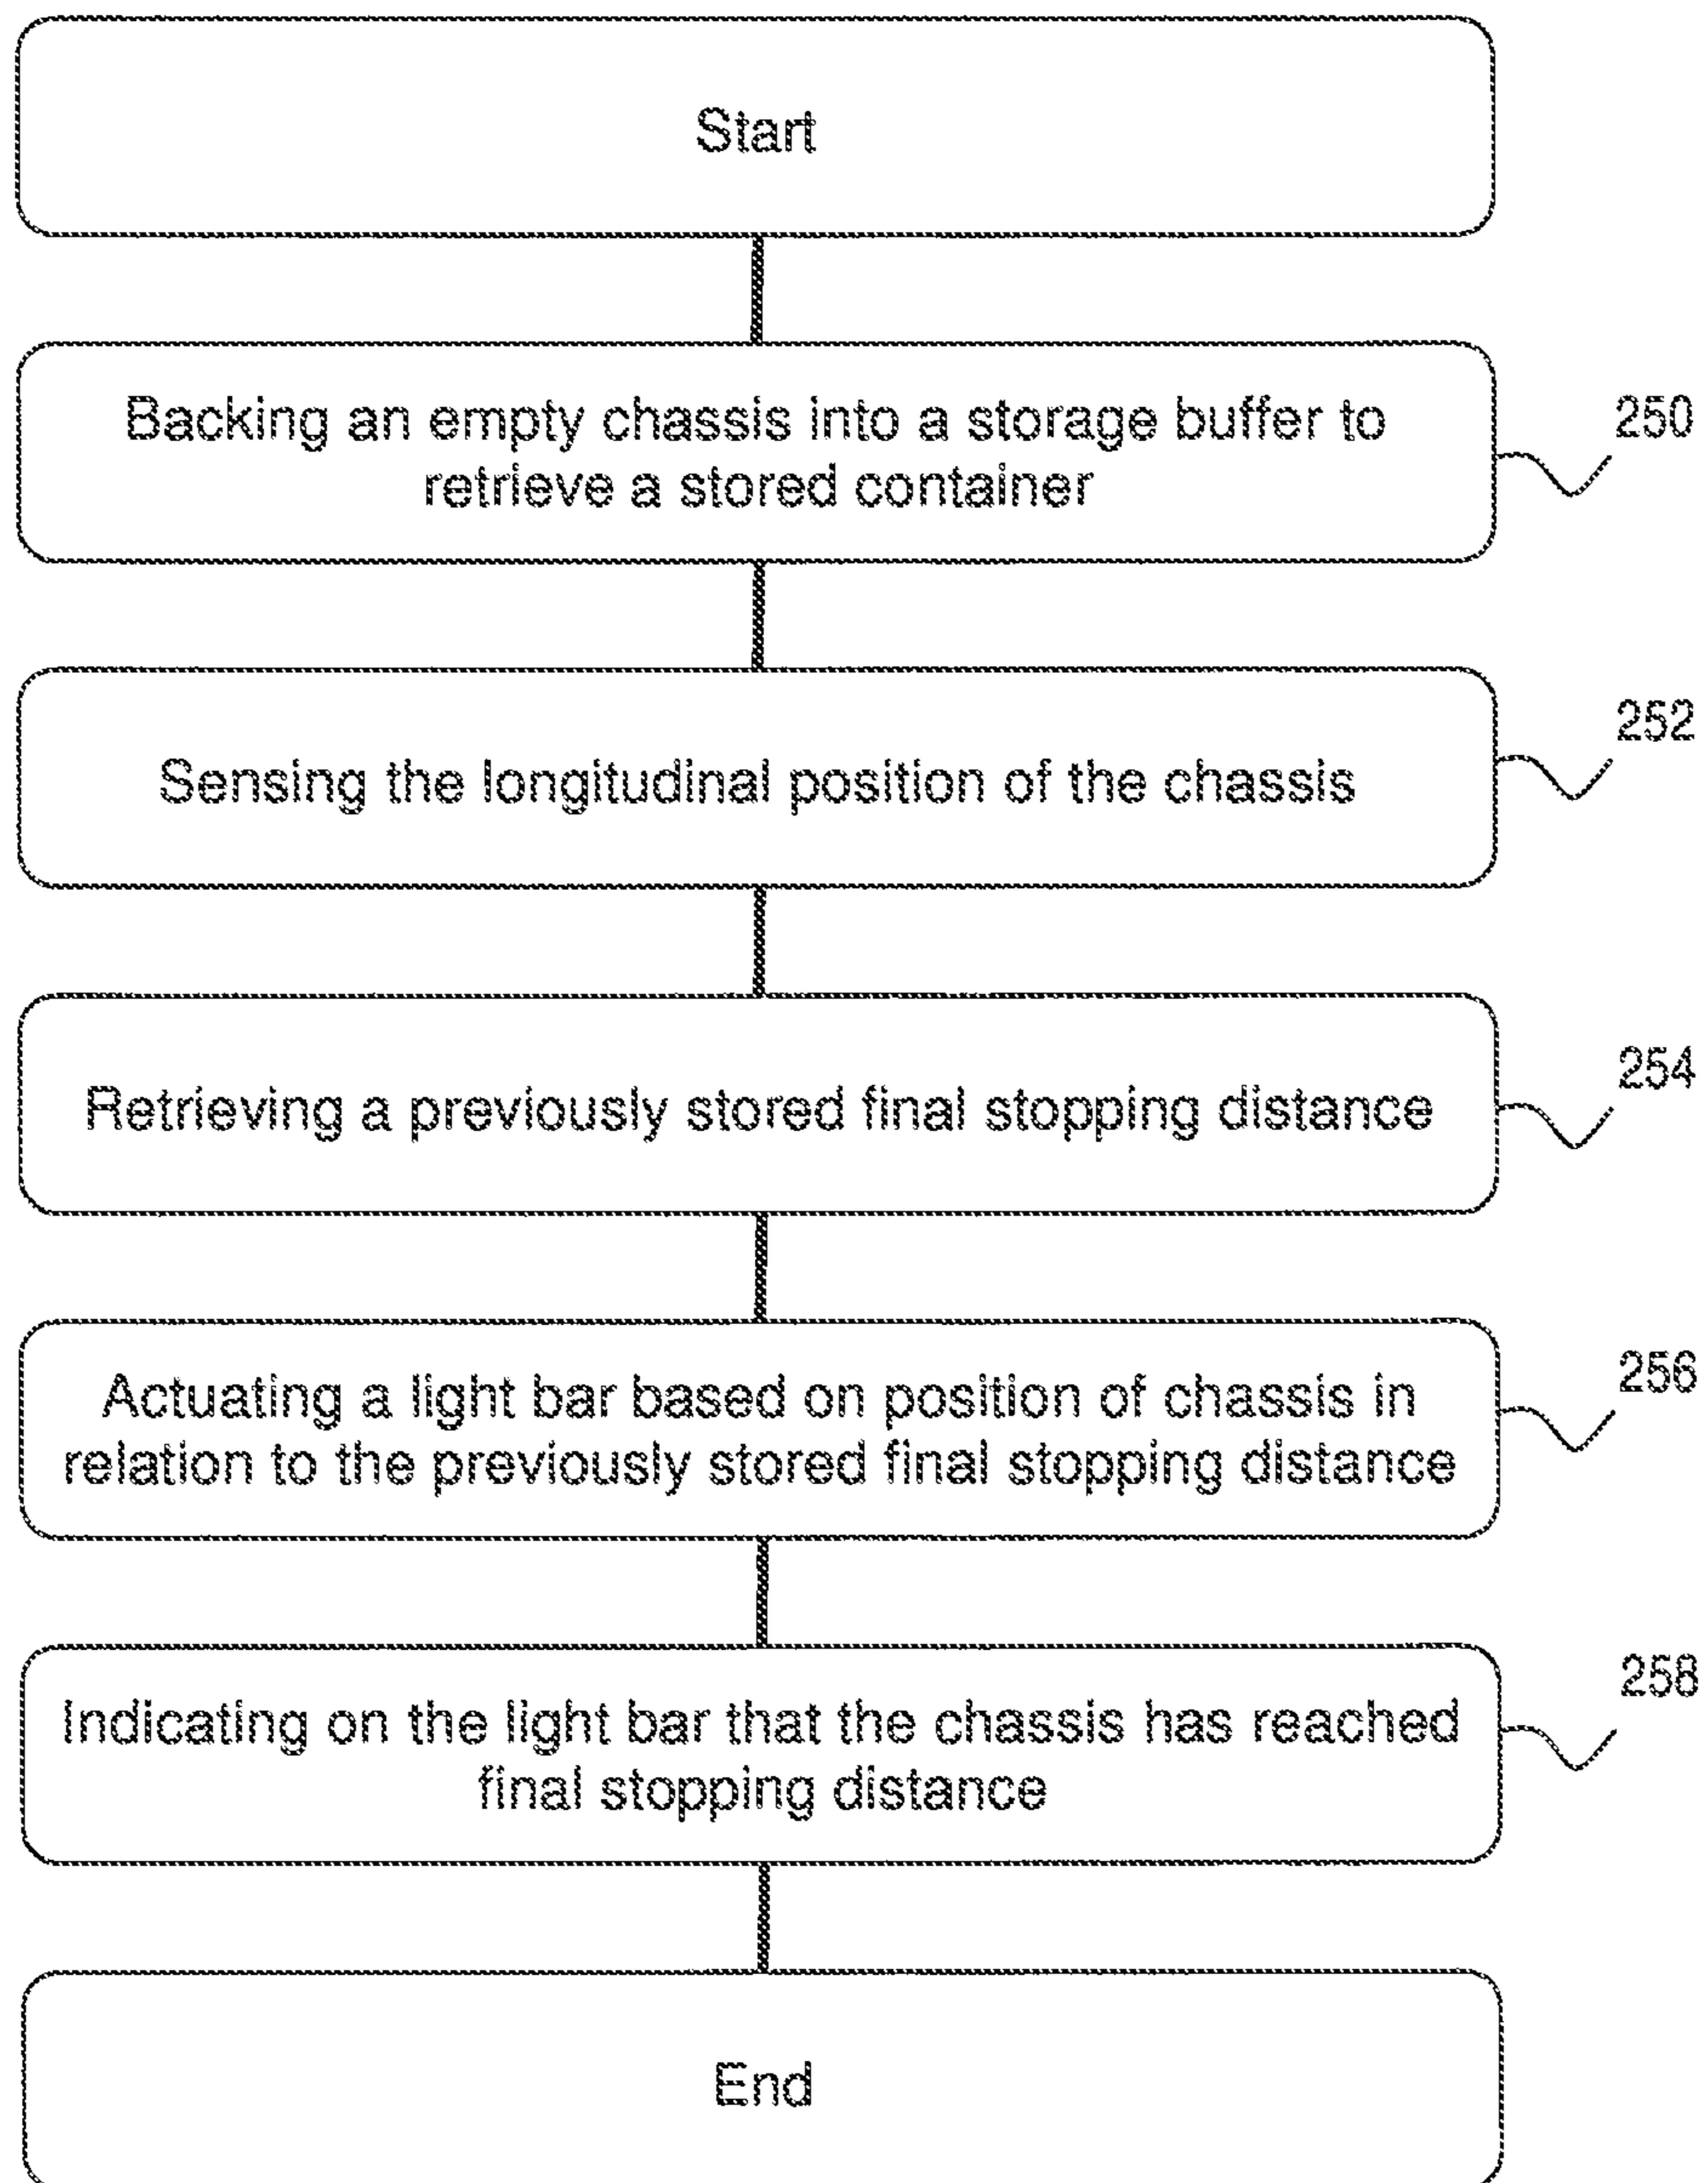 Start
Backing an empty chassis into a storage buffer to
retrieve a stored container
250
Sensing the longitudinal position of the chassis
252
Retrieving a previously stored final stopping distance
254
Actuating a light bar based on position of chassis in
relation to the previously stored final stopping distance
256
Indicating on the light bar that the chassis has reached
final stopping distance
258
End